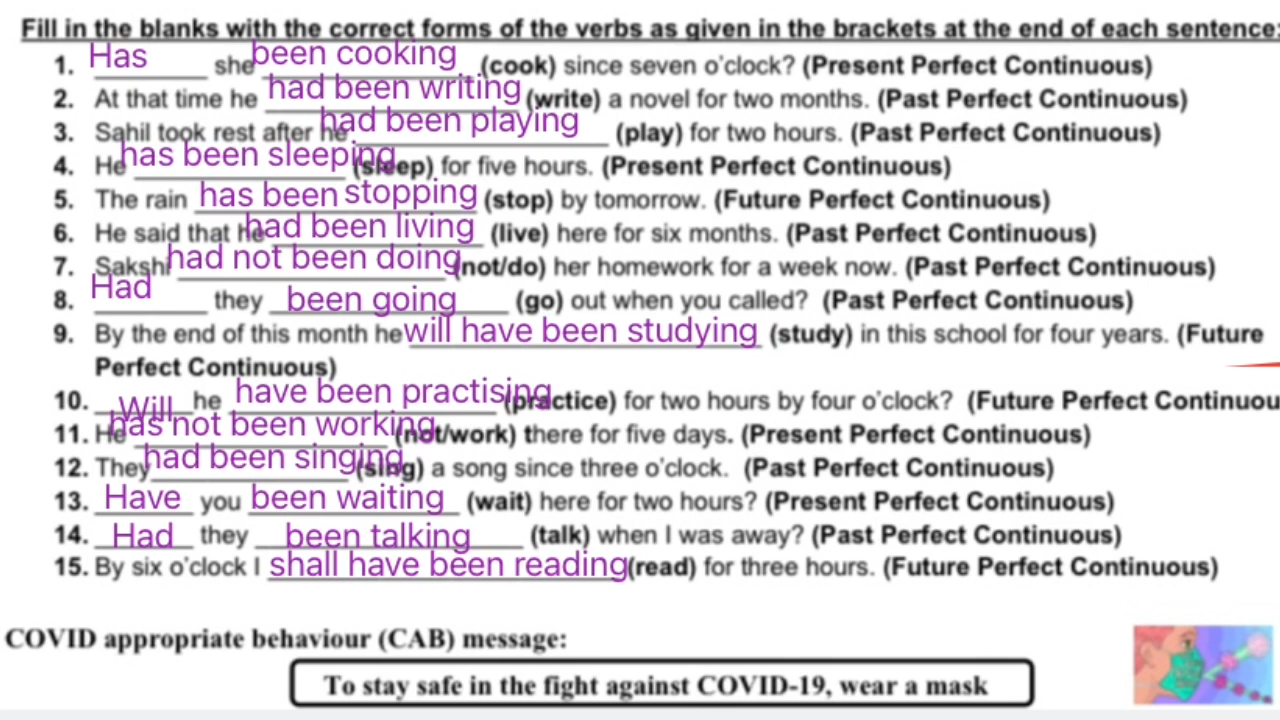 Fill in the blanks with the correct forms of the verbs as given in the brackets at the end of each sentence:
1. Has she been cooking (cook) since seven o'clock? (Present Perfect Continuous)
2. At that time he had been writing (write) a novel for two months. (Past Perfect Continuous)
3. Sahil took rest after he had been playing (play) for two hours. (Past Perfect Continuous)
4. He has been sleeping (sleep) for five hours. (Present Perfect Continuous)
5. The rain has been stopping (stop) by tomorrow. (Future Perfect Continuous)
6. He said that he had been living (live) here for six months. (Past Perfect Continuous)
7. Sakshi had not been doing (not/do) her homework for a week now. (Past Perfect Continuous)
8. Had they been going (go) out when you called? (Past Perfect Continuous)
9. By the end of this month he will have been studying (study) in this school for four years. (Future
Perfect Continuous)
10. Will he have been practising (practice) for two hours by four o'clock? (Future Perfect Continuou
11. He has not been working (not/work) there for five days. (Present Perfect Continuous)
12. They had been singing (sing) a song since three o'clock. (Past Perfect Continuous)
13. Have you been waiting (wait) here for two hours? (Present Perfect Continuous)
14. Had they been talking (talk) when I was away? (Past Perfect Continuous)
15. By six o'clock I shall have been reading (read) for three hours. (Future Perfect Continuous)
COVID appropriate behaviour (CAB) message:
To stay safe in the fight against COVID-19, wear a mask